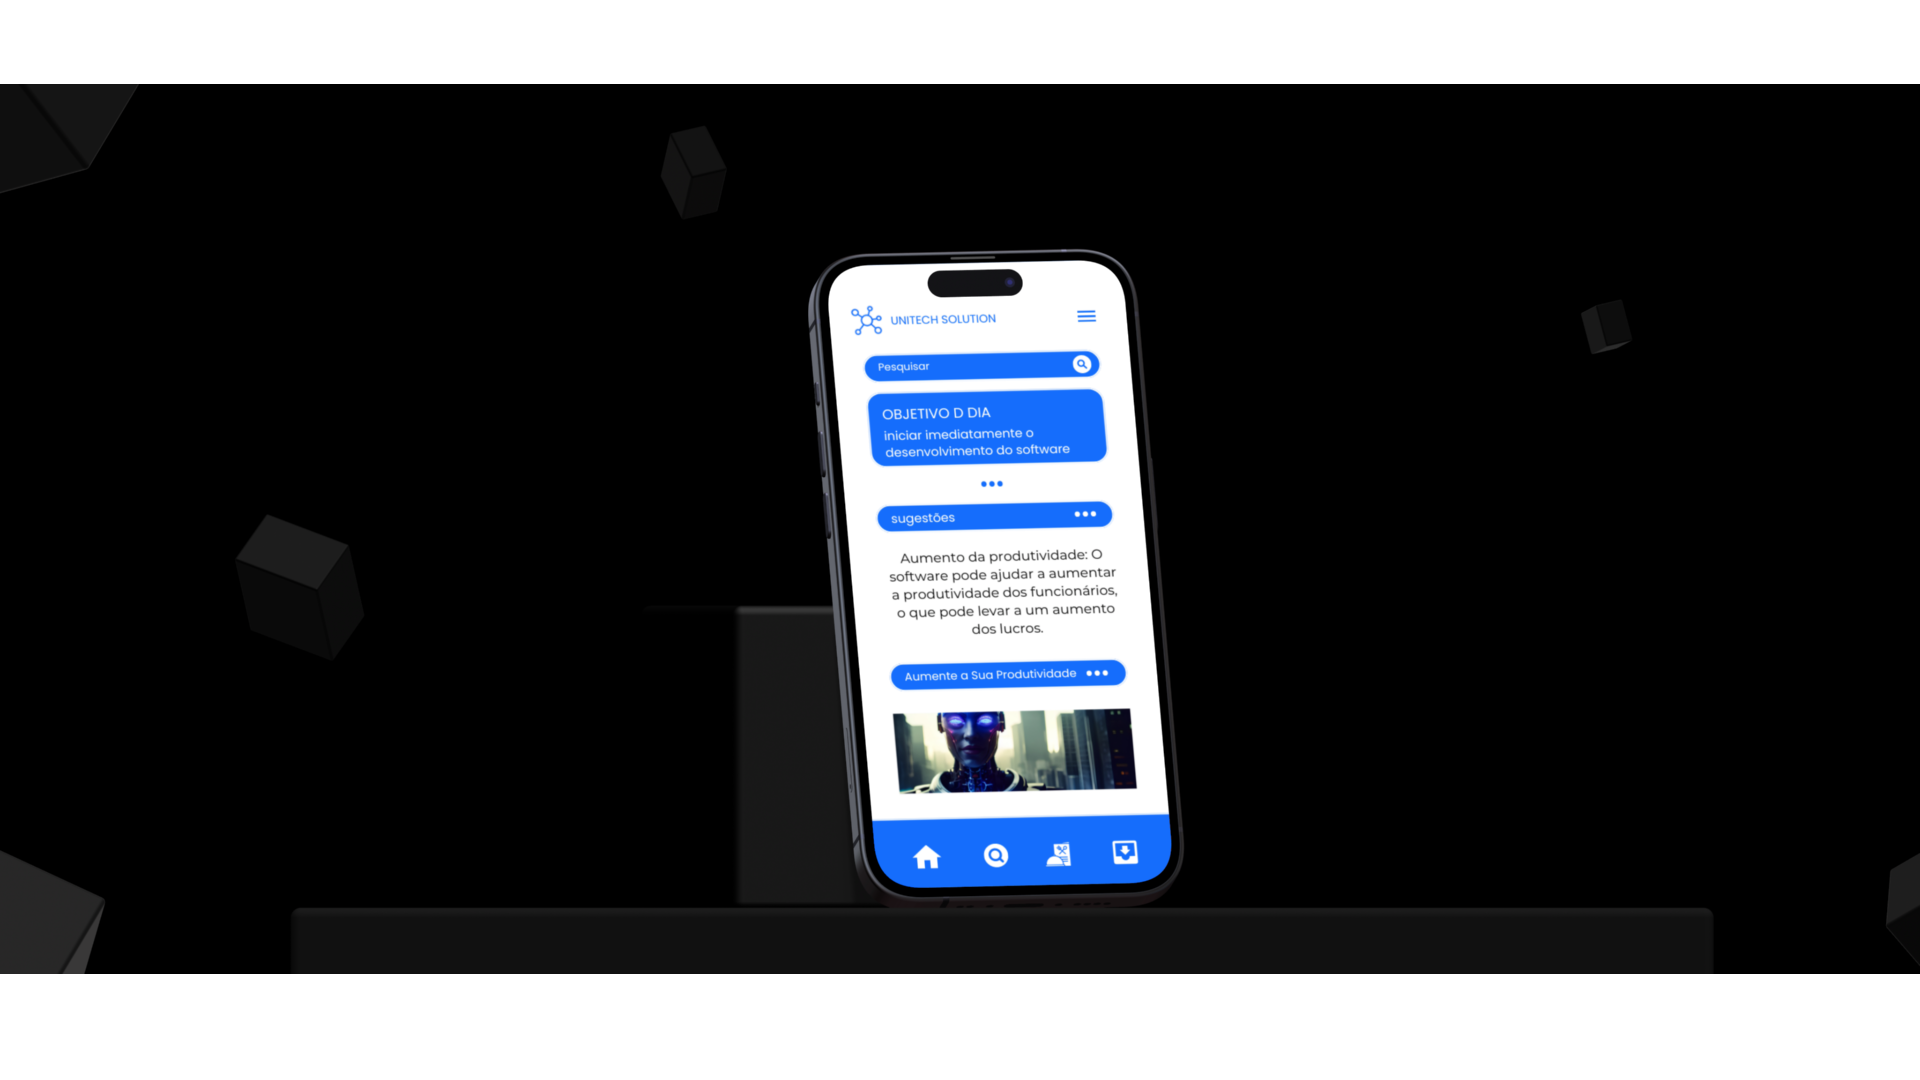 UNITECH SOLUTION
Pesquisar
OBJETIVO D DIA
iniciar imediatamente o
desenvolvimento do software
sugestões
Aumento da produtividade: O
software pode ajudar a aumentar
a produtividade dos funcionários,
o que pode levar a um aumento
dos lucros.
Aumente a Sua Produtividade